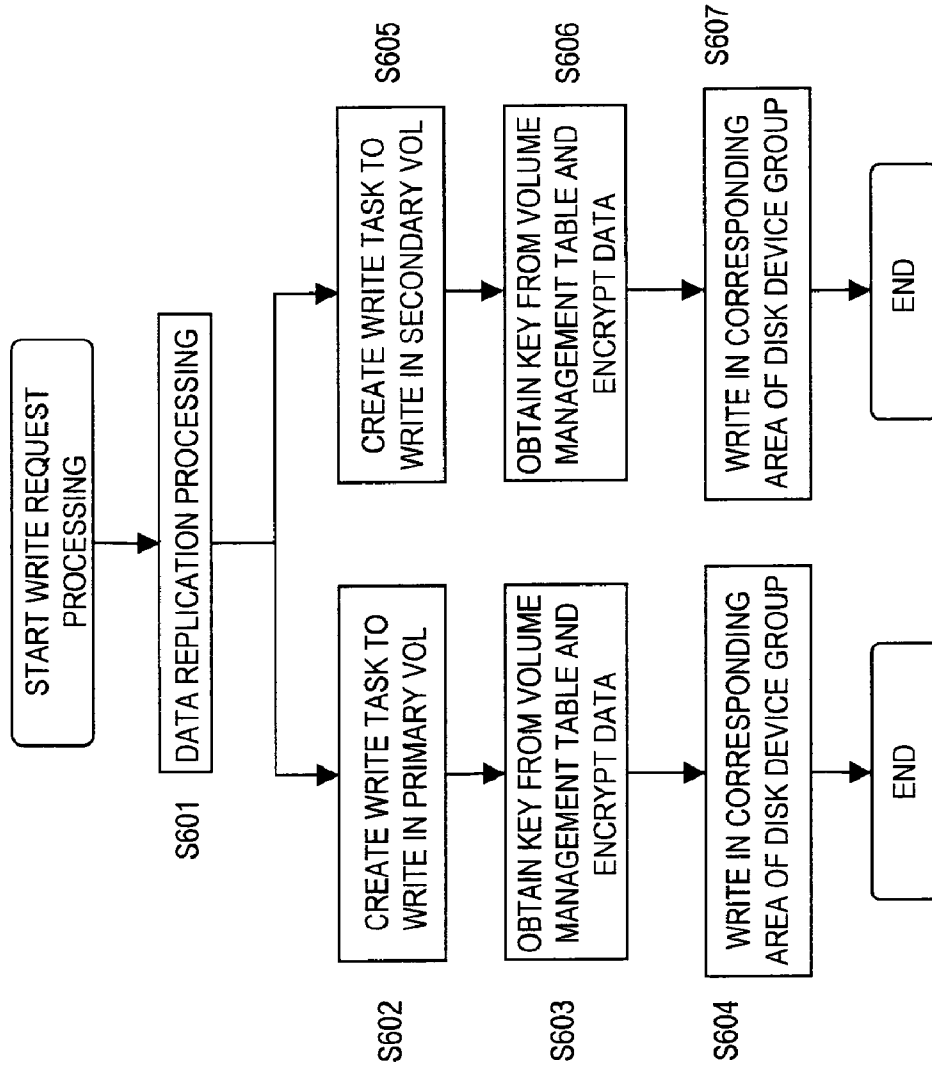 START WRITE REQUEST
PROCESSING
S601
DATA REPLICATION PROCESSING
S602
CREATE WRITE TASK TO
WRITE IN PRIMARY VOL
S603
OBTAIN KEY FROM VOLUME
MANAGEMENT TABLE AND
ENCRYPT DATA
S604
WRITE IN CORRESPONDING
AREA OF DISK DEVICE GROUP
END
CREATE WRITE TASK TO
WRITE IN SECONDARY VOL
S605
OBTAIN KEY FROM VOLUME
MANAGEMENT TABLE AND
ENCRYPT DATA
S606
WRITE IN CORRESPONDING
AREA OF DISK DEVICE GROUP
S607
END